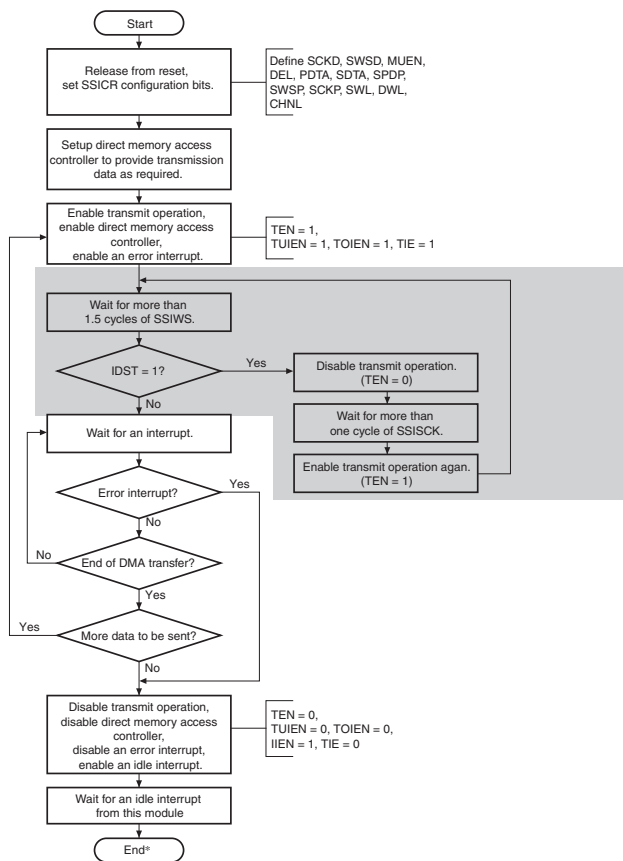 Start
Release from reset,
set SSICR configuration bits.
Define SCKD, SWSD, MUEN,
DEL, PDTA, SDTA, SPDP,
SWSP, SCKP, SWL, DWL,
CHNL
Setup direct memory access
controller to provide transmission
data as required.
Enable transmit operation,
enable direct memory access
controller,
enable an error interrupt.
TEN = 1,
TUIEN = 1, TOIEN = 1, TIE = 1
Wait for more than
1.5 cycles of SSIWS.
IDST = 1?
Yes
No
Disable transmit operation.
(TEN = 0)
Wait for more than
one cycle of SSISCK.
Enable transmit operation agan.
(TEN = 1)
Wait for an interrupt.
Error interrupt?
Yes
No
End of DMA transfer?
No
Yes
More data to be sent?
Yes
No
Disable transmit operation,
disable direct memory access
controller,
disable an error interrupt,
enable an idle interrupt.
TEN = 0,
TUIEN = 0, TOIEN = 0,
IIEN = 1, TIE = 0
Wait for an idle interrupt
from this module
End*